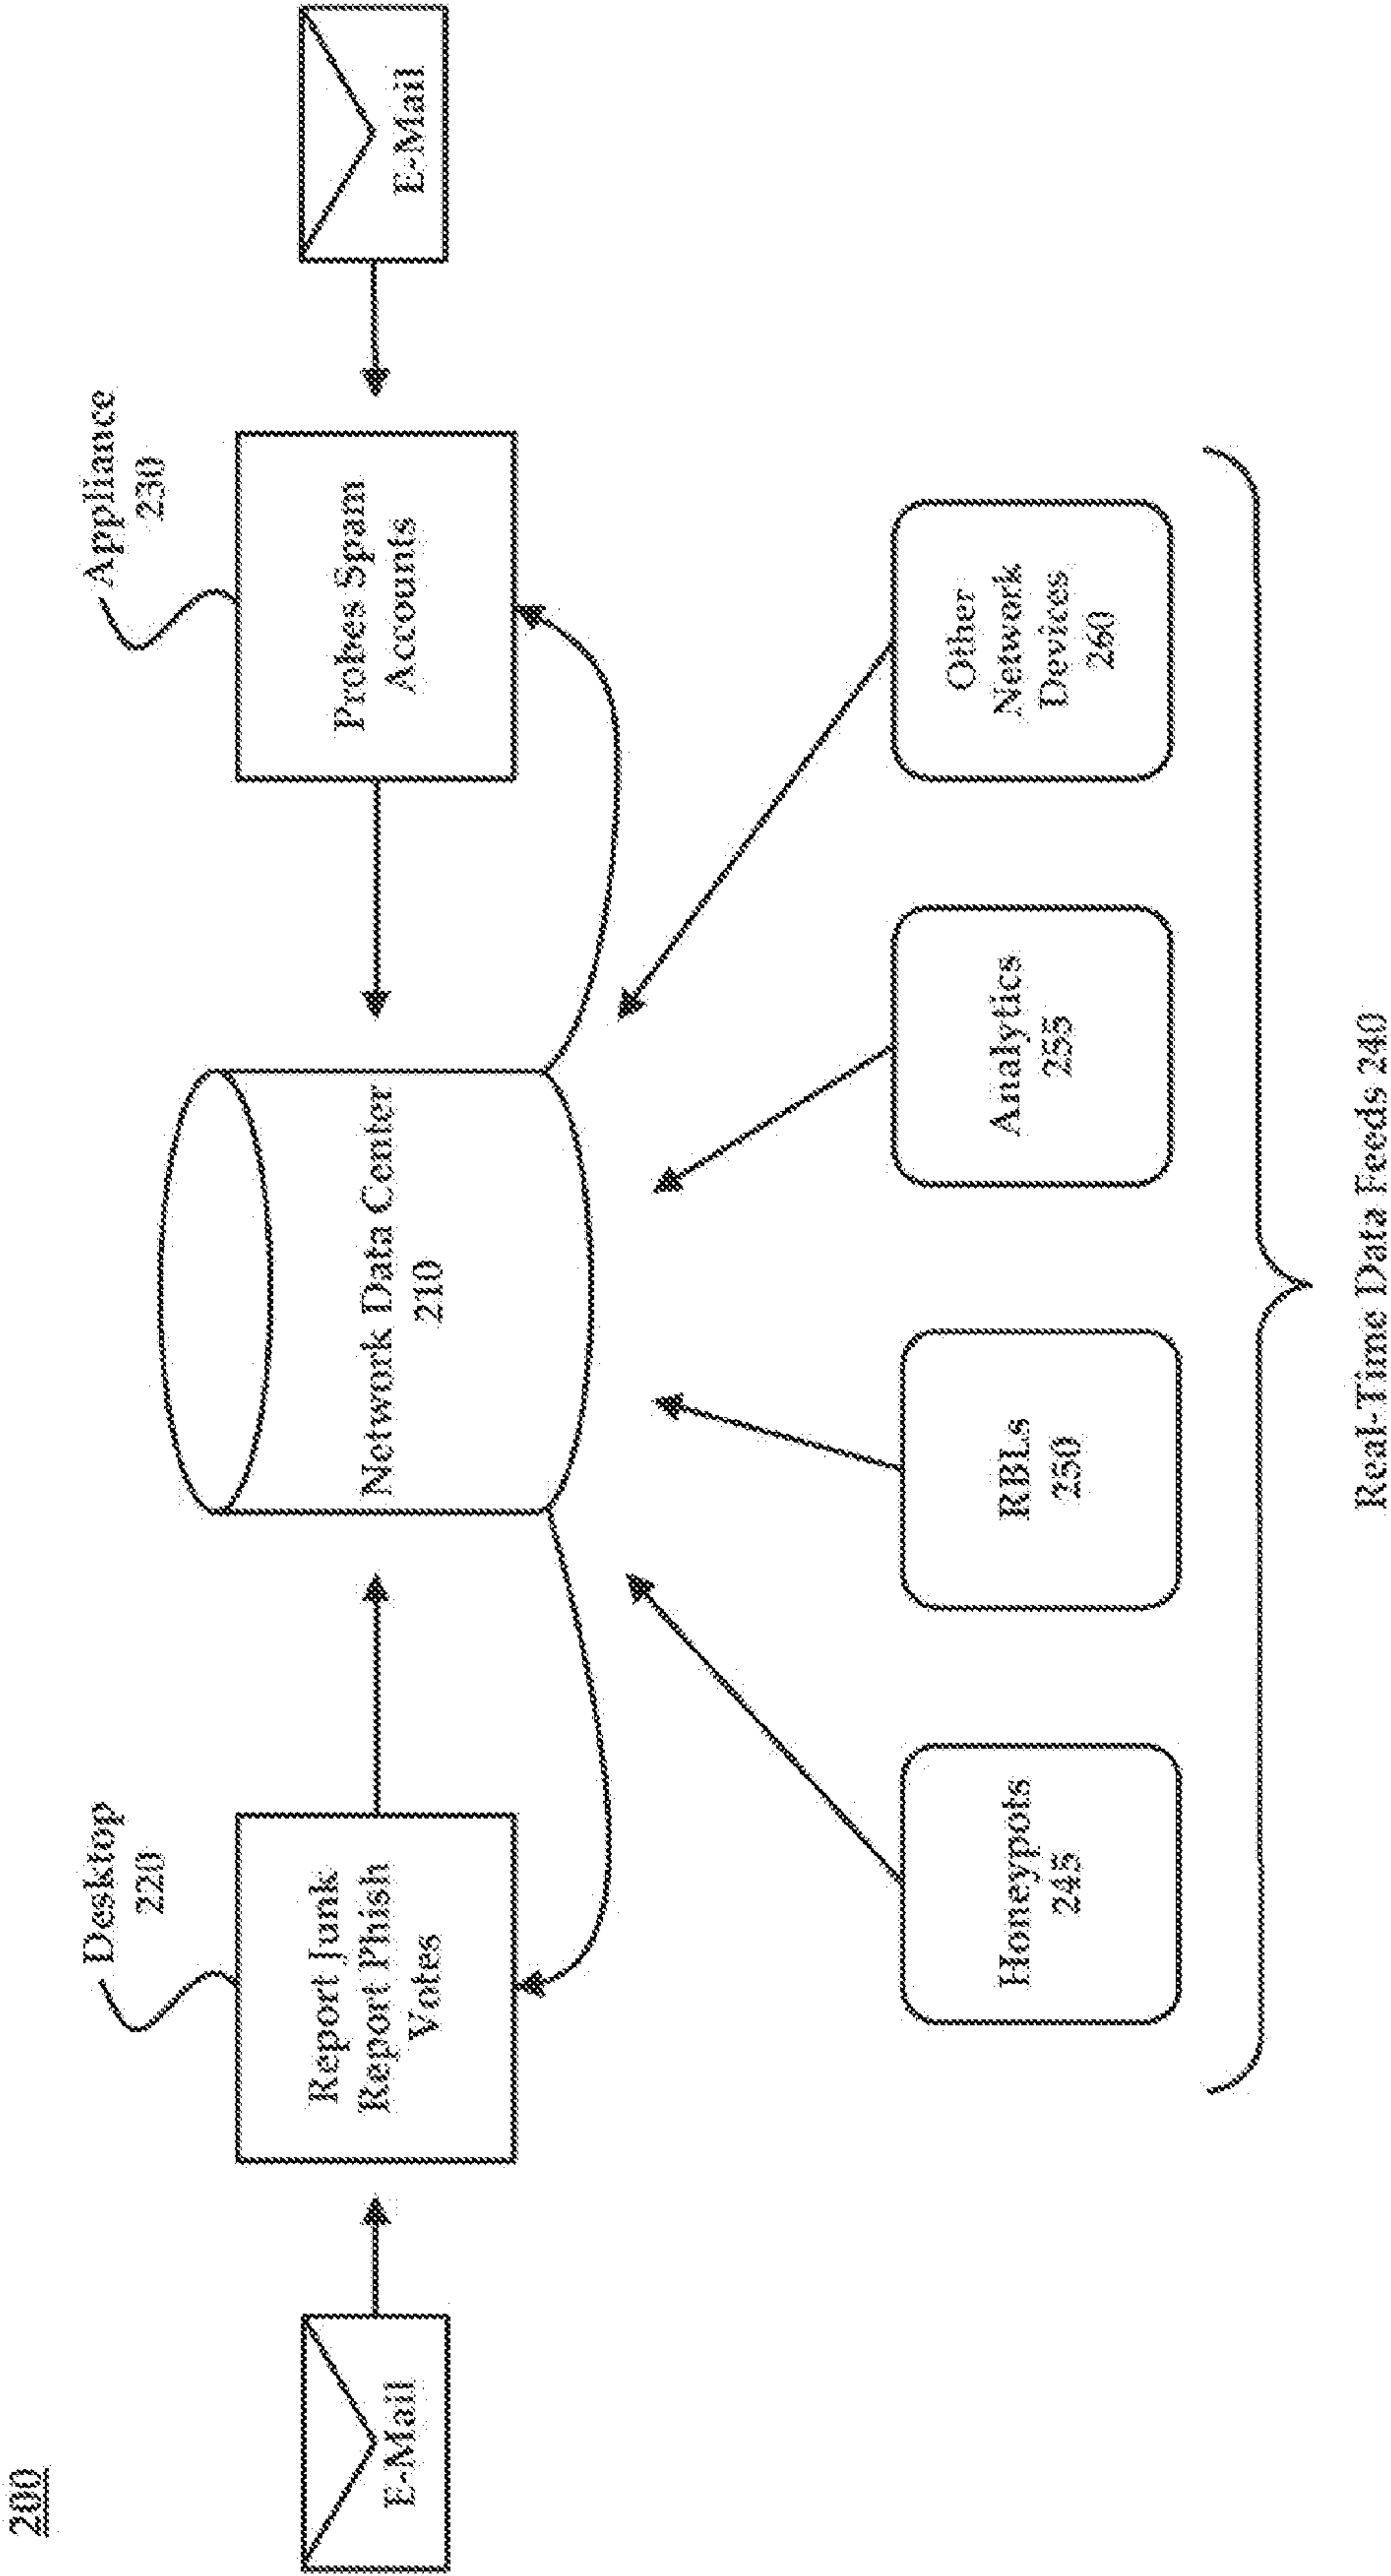 200
Desktop
220
Appliance
230
E-Mail
Report Junk
Report Phish
Votes
Network Data Center
210
Probes Spam
Accounts
E-Mail
Honeypots
245
RBLs
250
Analytics
255
Other
Network
Devices
260
Real-Time Data Feeds 240